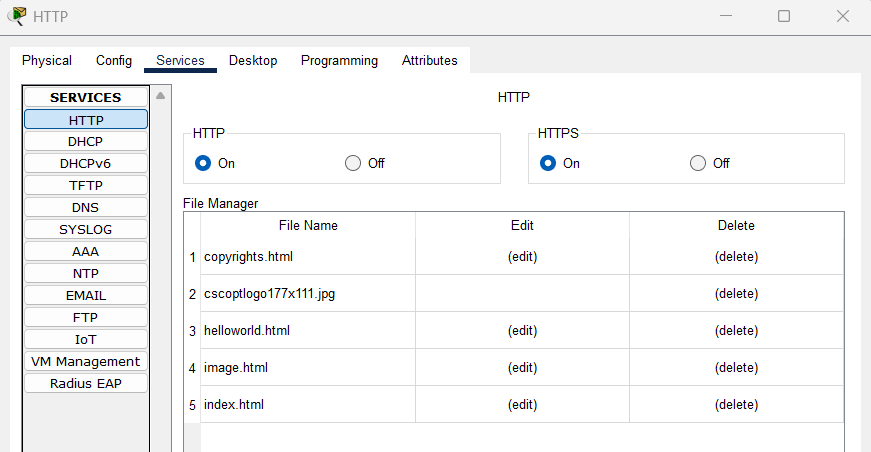 HTTP
Physical Config Services Desktop Programming Attributes
SERVICES
HTTP
DHCP
DHCPv6
TFTP
DNS
SYSLOG
AAA
NTP
EMAIL
FTP
IoT
VM Management
Radius EAP
HTTP
HTTP
On Off
HTTPS
On Off
File Manager
File Name Edit Delete
1 copyrights.html (edit) (delete)
2 cscoptlogo177x111.jpg (delete)
3 helloworld.html (edit) (delete)
4 image.html (edit) (delete)
5 index.html (edit) (delete)